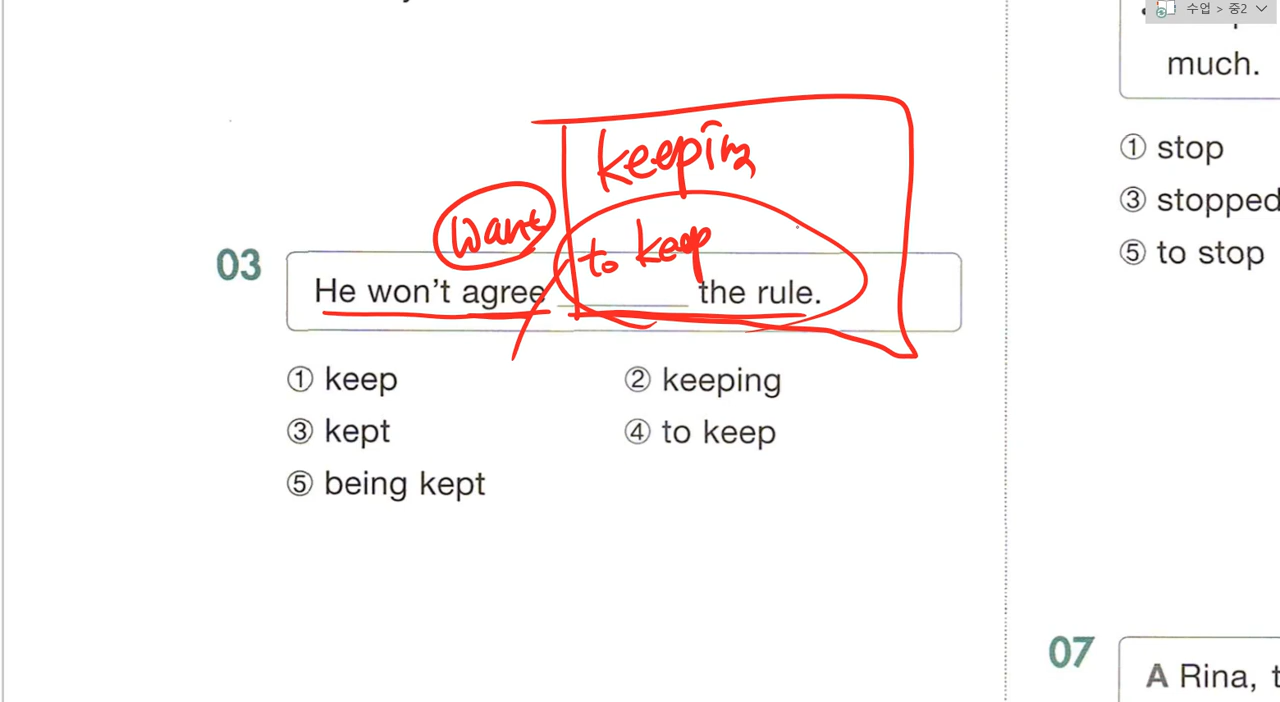 수업 > 중2
much.
① stop
③ stopped
⑤ to stop
keeping
want
to keep
03
He won't agree ________ the rule.
① keep
② keeping
③ kept
④ to keep
⑤ being kept
07
A Rina, t